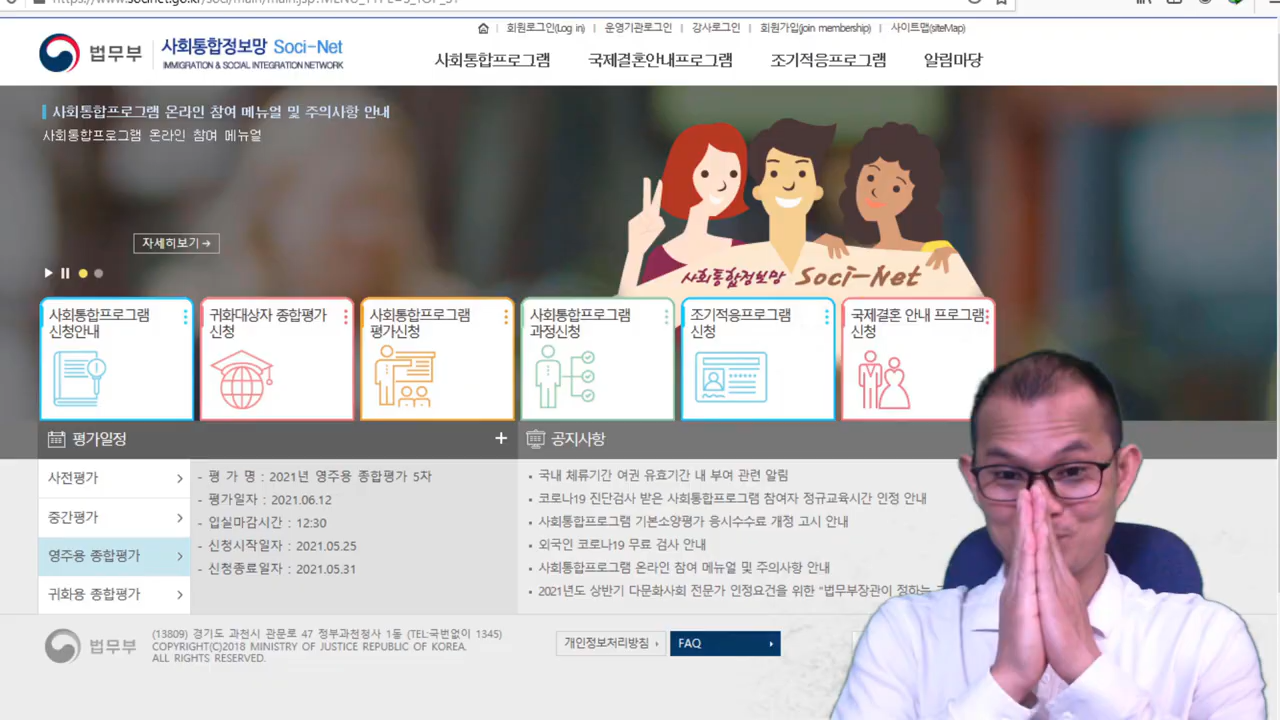 https://www.socinet.go.kr/soci/main/main.jsp?MENU_TYPE=S_TOP_SY
회원로그인(Log in) | 운영기관로그인 | 강사로그인 | 회원가입(join membership) | 사이트맵(siteMap)
법무부 사회통합정보망 Soci-Net
IMMIGRATION & SOCIAL INTEGRATION NETWORK
사회통합프로그램 국제결혼안내프로그램 조기적응프로그램 알림마당
사회통합프로그램 온라인 참여 메뉴얼 및 주의사항 안내
사회통합프로그램 온라인 참여 메뉴얼
자세히보기→
사회통합정보망 Soci-Net
사회통합프로그램
신청안내
귀화대상자 종합평가
신청
사회통합프로그램
평가신청
사회통합프로그램
과정신청
조기적응프로그램
신청
국제결혼 안내 프로그램
신청
평가일정 +
사전평가
중간평가
영주용 종합평가
귀화용 종합평가
- 평 가 명 : 2021년 영주용 종합평가 5차
- 평가일자 : 2021.06.12
- 입실마감시간 : 12:30
- 신청시작일자 : 2021.05.25
- 신청종료일자 : 2021.05.31
공지사항
• 국내 체류기간 여권 유효기간 내 부여 관련 알림
• 코로나19 진단검사 받은 사회통합프로그램 참여자 정규교육시간 인정 안내
• 사회통합프로그램 기본소양평가 응시수수료 개정 고시 안내
• 외국인 코로나19 무료 검사 안내
• 사회통합프로그램 온라인 참여 메뉴얼 및 주의사항 안내
• 2021년도 상반기 다문화사회 전문가 인정요건을 위한 "법무부장관이 정하는
법무부
(13809) 경기도 과천시 관문로 47 정부과천청사 1동 (TEL:국번없이 1345)
COPYRIGHT(C)2018 MINISTRY OF JUSTICE REPUBLIC OF KOREA.
ALL RIGHTS RESERVED.
개인정보처리방침
FAQ